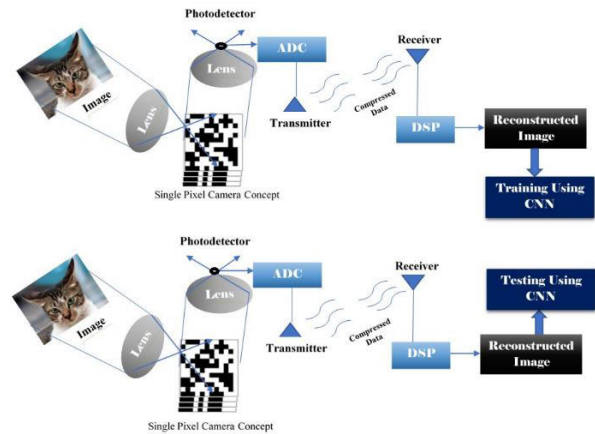 Photodetector
Receiver
ADC
Lens
Image
Lens
Compressed
Data
Transmitter
DSP
Reconstructed
Image
Single Pixel Camera Concept
Training Using
CNN
Photodetector
Receiver
Testing Using
CNN
ADC
Lens
Image
Lens
Compressed
Data
Transmitter
DSP
Reconstructed
Image
Single Pixel Camera Concept